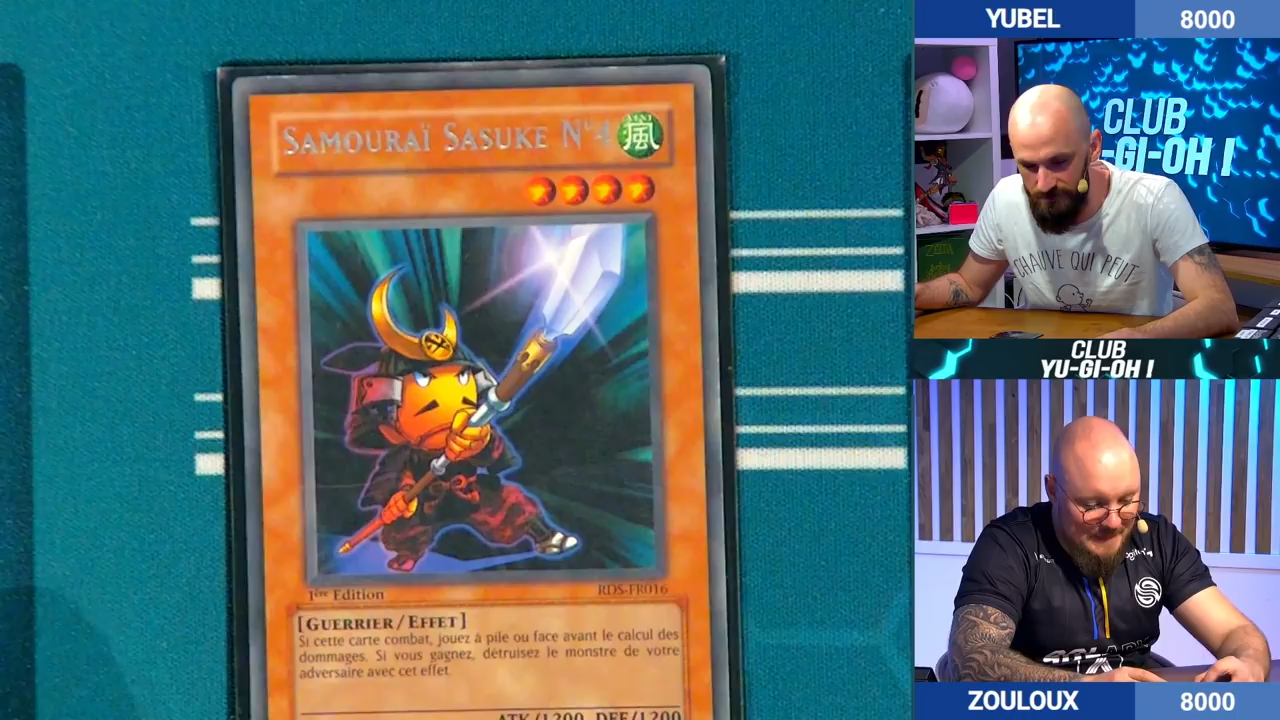 SAMOURAÏ SASUKE N°4
風
1ère Edition
RDS-FR016
[GUERRIER/EFFET]
Si cette carte combat, jouez à pile ou face avant le calcul des
dommages. Si vous gagnez, détruisez le monstre de votre
adversaire avec cet effet.
ATK/1200 DEF/1200
YUBEL
8000
CLUB
-GI-OH !
CHAUVE QUI PEUT
CLUB
YU-GI-OH !
ZOULOUX
8000